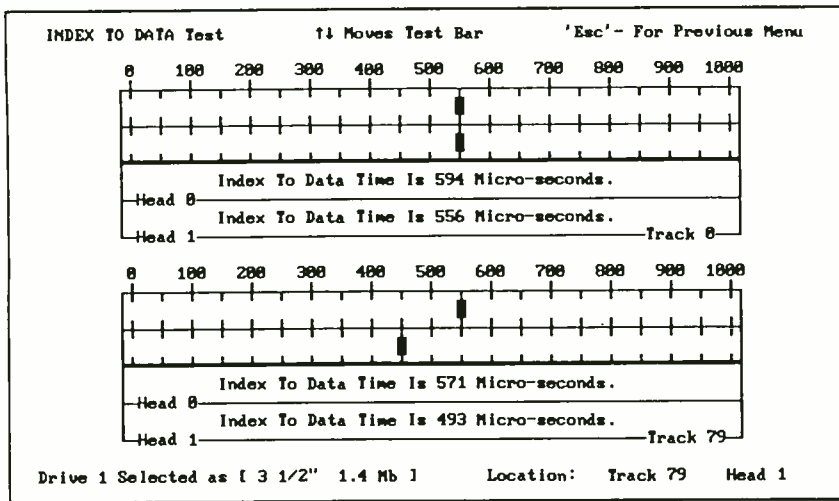 INDEX TO DATA Test ↑↓ Moves Test Bar 'Esc'- For Previous Menu
0 100 200 300 400 500 600 700 800 900 1000
Index To Data Time Is 594 Micro-seconds.
Head 0
Index To Data Time Is 556 Micro-seconds.
Head 1 Track 0
0 100 200 300 400 500 600 700 800 900 1000
Index To Data Time Is 571 Micro-seconds.
Head 0
Index To Data Time Is 493 Micro-seconds.
Head 1 Track 79
Drive 1 Selected as [ 3 1/2" 1.4 Mb ] Location: Track 79 Head 1